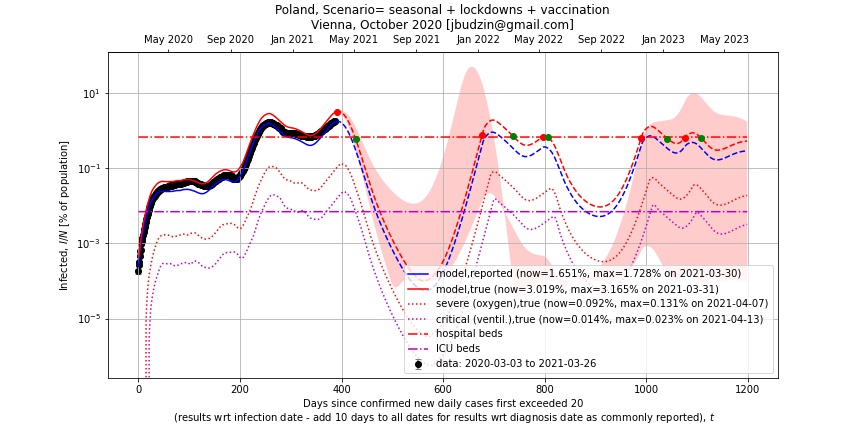 Poland, Scenario= seasonal + lockdowns + vaccination
Vienna, October 2020 [jbudzin@gmail.com]
May 2020 Sep 2020 Jan 2021 May 2021 Sep 2021 Jan 2022 May 2022 Sep 2022 Jan 2023 May 2023
Infected, I/N [% of population]
10¹
10⁻¹
10⁻³
10⁻⁵
model,reported (now=1.651%, max=1.728% on 2021-03-30)
model,true (now=3.019%, max=3.165% on 2021-03-31)
severe (oxygen),true (now=0.092%, max=0.131% on 2021-04-07)
critical (ventil.),true (now=0.014%, max=0.023% on 2021-04-13)
hospital beds
ICU beds
data: 2020-03-03 to 2021-03-26
0 200 400 600 800 1000 1200
Days since confirmed new daily cases first exceeded 20
(results wrt infection date - add 10 days to all dates for results wrt diagnosis date as commonly reported), t